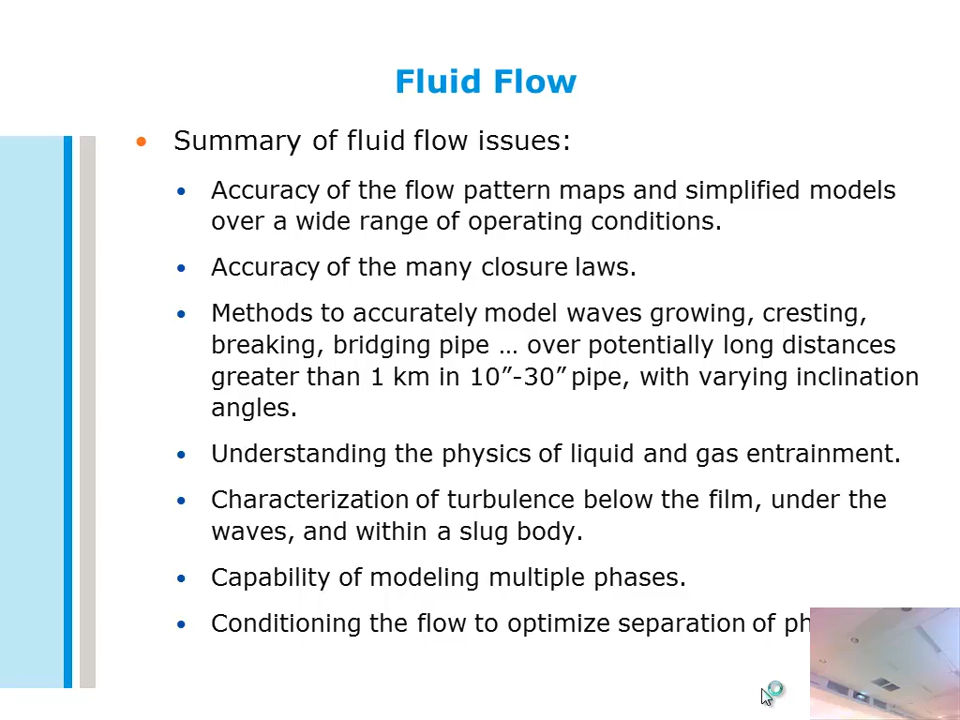 Fluid Flow
• Summary of fluid flow issues:
• Accuracy of the flow pattern maps and simplified models
over a wide range of operating conditions.
• Accuracy of the many closure laws.
• Methods to accurately model waves growing, cresting,
breaking, bridging pipe … over potentially long distances
greater than 1 km in 10”-30” pipe, with varying inclination
angles.
• Understanding the physics of liquid and gas entrainment.
• Characterization of turbulence below the film, under the
waves, and within a slug body.
• Capability of modeling multiple phases.
• Conditioning the flow to optimize separation of